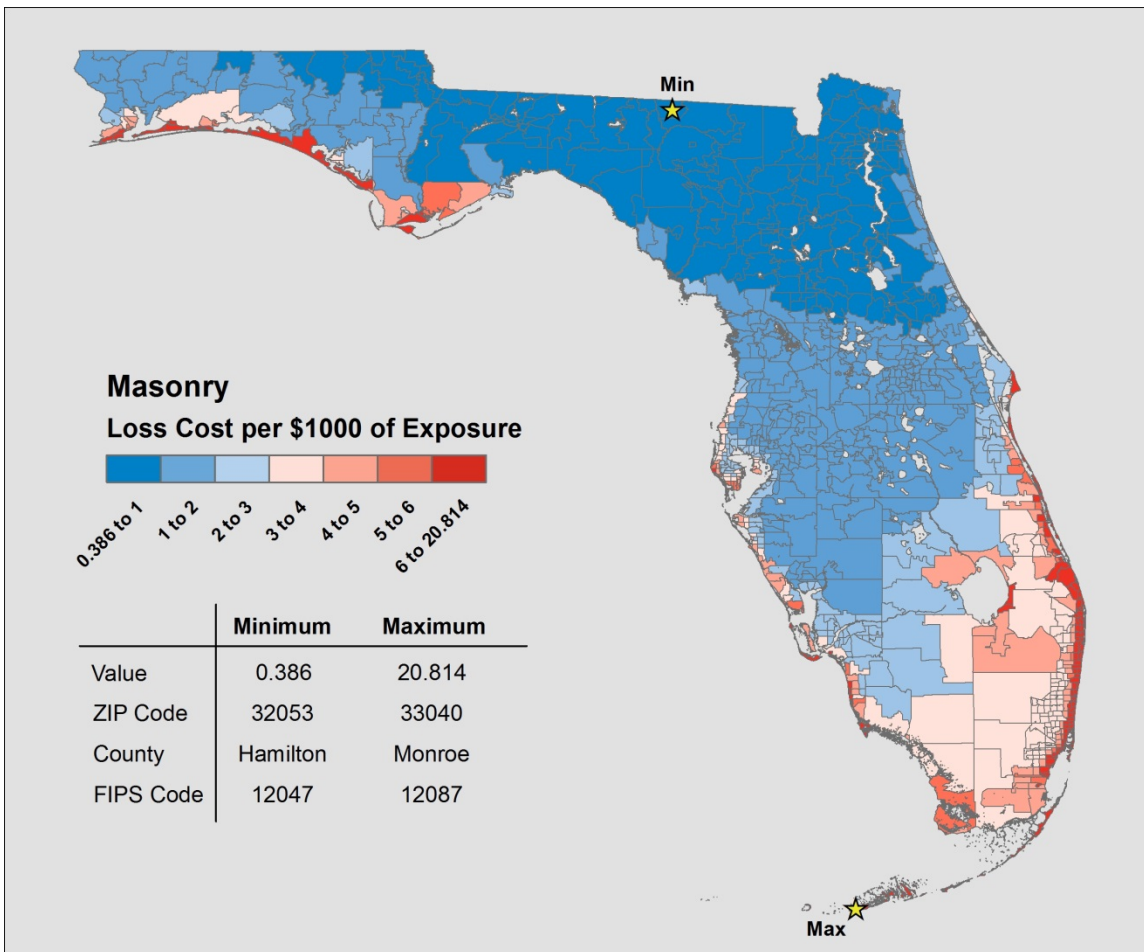 Min
Masonry
Loss Cost per $1000 of Exposure
0.386 to 1
1 to 2
2 to 3
3 to 4
4 to 5
5 to 6
6 to 20.814
Minimum Maximum
Value 0.386 20.814
ZIP Code 32053 33040
County Hamilton Monroe
FIPS Code 12047 12087
Max